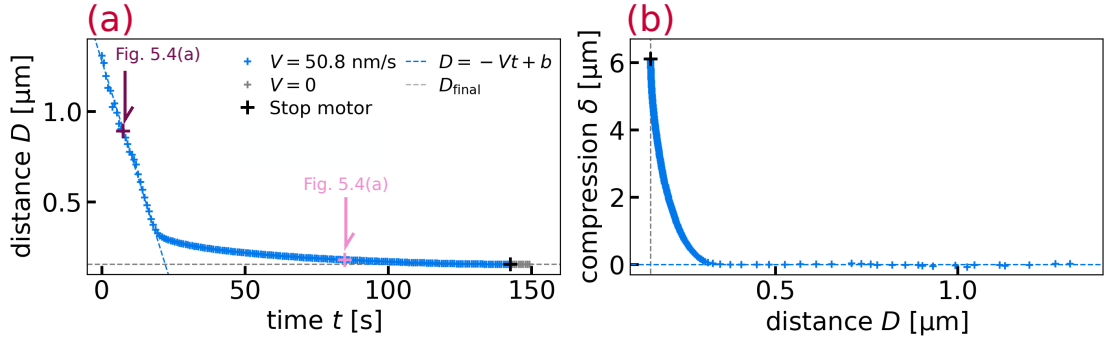 (a)
Fig. 5.4(a)
V = 50.8 nm/s
V = 0
Stop motor
D = − Vt + b
D_final
distance D [µm]
1.0
0.5
Fig. 5.4(a)
0
50
100
150
time t [s]
(b)
compression δ [µm]
6
4
2
0
0.5
1.0
distance D [µm]